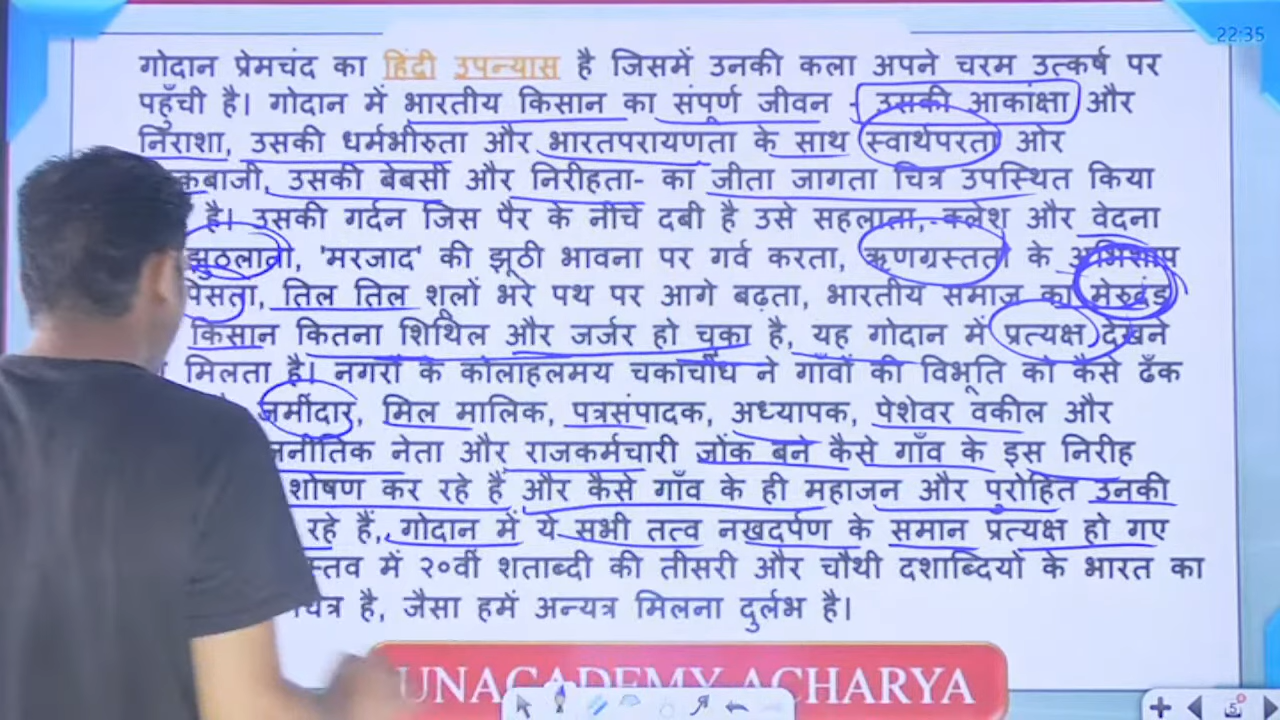 22:35
गोदान प्रेमचंद का हिंदी उपन्यास है जिसमें उनकी कला अपने चरम उत्कर्ष पर
पहुँची है। गोदान में भारतीय किसान का संपूर्ण जीवन - उसकी आकांक्षा और
निराशा, उसकी धर्मभीरुता और भारतपरायणता के साथ स्वार्थपरता ओर
बेबसी और निरीहता- का जीता जागता चित्र उपस्थित किया
है। उसकी गर्दन जिस पैर के नीचे दबी है उसे सहलाता, क्लेश और वेदना
झुठलाता, 'मरजाद' की झूठी भावना पर गर्व करता, ऋणग्रस्तता के अभिशाप
पिसता, तिल तिल शूलों भरे पथ पर आगे बढ़ता, भारतीय समाज का मेरुदंड
किसान कितना शिथिल और जर्जर हो चुका है, यह गोदान में प्रत्यक्ष देखने
मिलता है। नगरों के कोलाहलमय चकाचौंध ने गाँवों की विभूति को कैसे ढँक
जमींदार, मिल मालिक, पत्रसंपादक, अध्यापक, पेशेवर वकील और
नेता और राजकर्मचारी जोंक बने कैसे गाँव के इस निरीह
शोषण कर रहे हैं और कैसे गाँव के ही महाजन और पुरोहित उनकी
रहे हैं, गोदान में ये सभी तत्व नखदर्पण के समान प्रत्यक्ष हो गए
में २०वीं शताब्दी की तीसरी और चौथी दशाब्दियों के भारत का
है, जैसा हमें अन्यत्र मिलना दुर्लभ है।
UNACADEMY ACHARYA
5